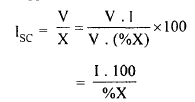 I_SC = V/X = V . I/V . (%X) ×100
= I . 100/%X